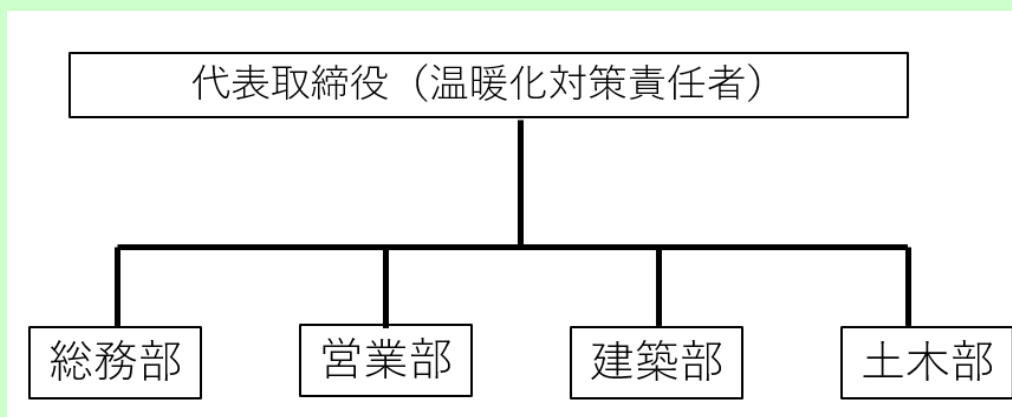 代表取締役（温暖化対策責任者）
総務部
営業部
建築部
土木部